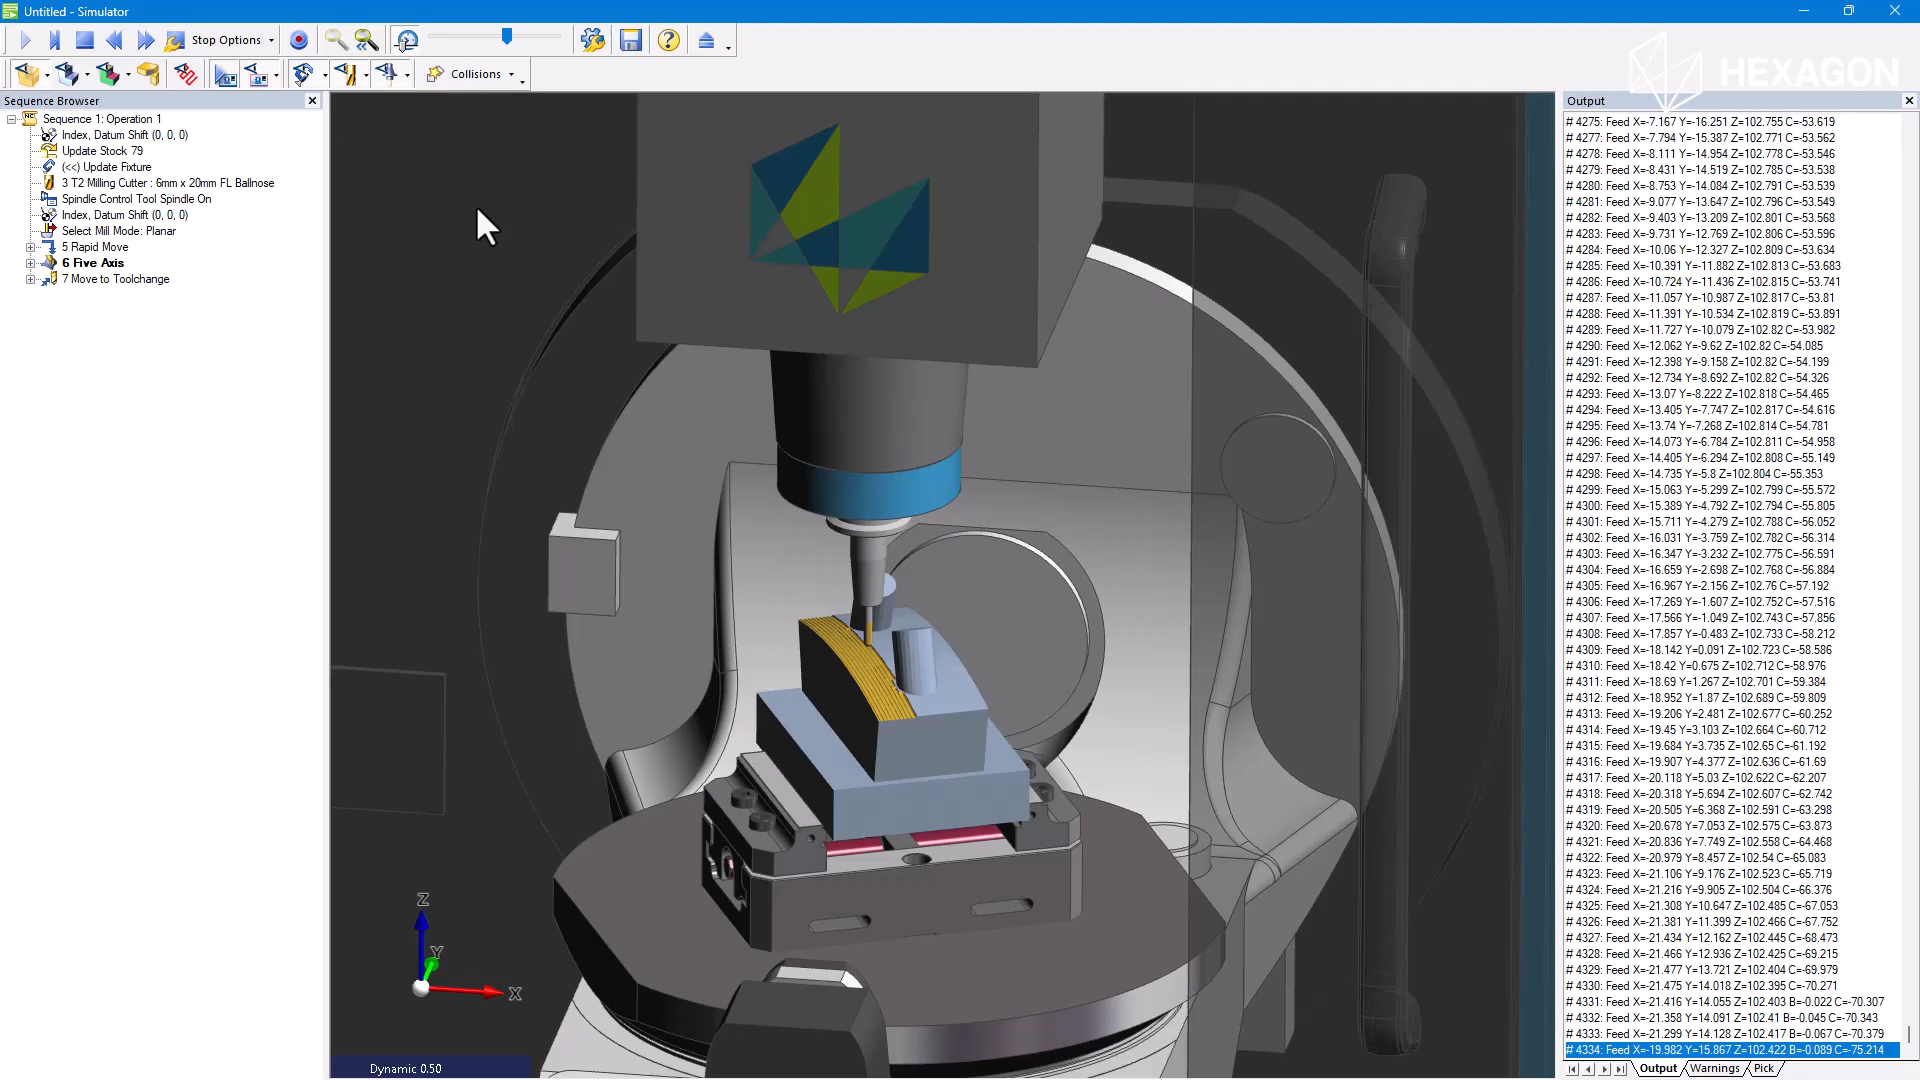 Untitled - Simulator
Stop Options
Collisions
HEXAGON
Sequence Browser
Sequence 1: Operation 1
Index, Datum Shift (0, 0, 0)
Update Stock 79
(<<) Update Fixture
3 T2 Milling Cutter : 6mm x 20mm FL Ballnose
Spindle Control Tool Spindle On
Index, Datum Shift (0, 0, 0)
Select Mill Mode: Planar
5 Rapid Move
6 Five Axis
7 Move to Toolchange
Z
Y
X
Dynamic 0.50
Output
# 4275: Feed X=-7.167 Y=-16.251 Z=102.755 C=-53.619
# 4277: Feed X=-7.794 Y=-15.387 Z=102.771 C=-53.562
# 4278: Feed X=-8.111 Y=-14.954 Z=102.778 C=-53.546
# 4279: Feed X=-8.431 Y=-14.519 Z=102.785 C=-53.538
# 4280: Feed X=-8.753 Y=-14.084 Z=102.791 C=-53.539
# 4281: Feed X=-9.077 Y=-13.647 Z=102.796 C=-53.549
# 4282: Feed X=-9.403 Y=-13.209 Z=102.801 C=-53.568
# 4283: Feed X=-9.731 Y=-12.769 Z=102.806 C=-53.596
# 4284: Feed X=-10.06 Y=-12.327 Z=102.809 C=-53.634
# 4285: Feed X=-10.391 Y=-11.882 Z=102.813 C=-53.683
# 4286: Feed X=-10.724 Y=-11.436 Z=102.815 C=-53.741
# 4287: Feed X=-11.057 Y=-10.987 Z=102.817 C=-53.81
# 4288: Feed X=-11.391 Y=-10.534 Z=102.819 C=-53.891
# 4289: Feed X=-11.727 Y=-10.079 Z=102.82 C=-53.982
# 4290: Feed X=-12.062 Y=-9.62 Z=102.82 C=-54.085
# 4291: Feed X=-12.398 Y=-9.158 Z=102.82 C=-54.199
# 4292: Feed X=-12.734 Y=-8.692 Z=102.82 C=-54.326
# 4293: Feed X=-13.07 Y=-8.222 Z=102.818 C=-54.465
# 4294: Feed X=-13.405 Y=-7.747 Z=102.817 C=-54.616
# 4295: Feed X=-13.74 Y=-7.268 Z=102.814 C=-54.781
# 4296: Feed X=-14.073 Y=-6.784 Z=102.811 C=-54.958
# 4297: Feed X=-14.405 Y=-6.294 Z=102.808 C=-55.149
# 4298: Feed X=-14.735 Y=-5.8 Z=102.804 C=-55.353
# 4299: Feed X=-15.063 Y=-5.299 Z=102.799 C=-55.572
# 4300: Feed X=-15.389 Y=-4.792 Z=102.794 C=-55.805
# 4301: Feed X=-15.711 Y=-4.279 Z=102.788 C=-56.052
# 4302: Feed X=-16.031 Y=-3.759 Z=102.782 C=-56.314
# 4303: Feed X=-16.347 Y=-3.232 Z=102.775 C=-56.591
# 4304: Feed X=-16.659 Y=-2.698 Z=102.768 C=-56.884
# 4305: Feed X=-16.967 Y=-2.156 Z=102.76 C=-57.192
# 4306: Feed X=-17.269 Y=-1.607 Z=102.752 C=-57.516
# 4307: Feed X=-17.566 Y=-1.049 Z=102.743 C=-57.856
# 4308: Feed X=-17.857 Y=-0.483 Z=102.733 C=-58.212
# 4309: Feed X=-18.142 Y=0.091 Z=102.723 C=-58.586
# 4310: Feed X=-18.42 Y=0.675 Z=102.712 C=-58.976
# 4311: Feed X=-18.69 Y=1.267 Z=102.701 C=-59.384
# 4312: Feed X=-18.952 Y=1.87 Z=102.689 C=-59.809
# 4313: Feed X=-19.206 Y=2.481 Z=102.677 C=-60.252
# 4314: Feed X=-19.45 Y=3.103 Z=102.664 C=-60.712
# 4315: Feed X=-19.684 Y=3.735 Z=102.65 C=-61.192
# 4316: Feed X=-19.907 Y=4.377 Z=102.636 C=-61.69
# 4317: Feed X=-20.118 Y=5.03 Z=102.622 C=-62.207
# 4318: Feed X=-20.318 Y=5.694 Z=102.607 C=-62.742
# 4319: Feed X=-20.505 Y=6.368 Z=102.591 C=-63.298
# 4320: Feed X=-20.678 Y=7.053 Z=102.575 C=-63.873
# 4321: Feed X=-20.836 Y=7.749 Z=102.558 C=-64.468
# 4322: Feed X=-20.979 Y=8.457 Z=102.54 C=-65.083
# 4323: Feed X=-21.106 Y=9.176 Z=102.523 C=-65.719
# 4324: Feed X=-21.216 Y=9.905 Z=102.504 C=-66.376
# 4325: Feed X=-21.308 Y=10.647 Z=102.485 C=-67.053
# 4326: Feed X=-21.381 Y=11.399 Z=102.466 C=-67.752
# 4327: Feed X=-21.434 Y=12.162 Z=102.445 C=-68.473
# 4328: Feed X=-21.466 Y=12.936 Z=102.425 C=-69.215
# 4329: Feed X=-21.477 Y=13.721 Z=102.404 C=-69.979
# 4330: Feed X=-21.475 Y=14.018 Z=102.395 C=-70.271
# 4331: Feed X=-21.416 Y=14.055 Z=102.403 B=-0.022 C=-70.307
# 4332: Feed X=-21.358 Y=14.091 Z=102.41 B=-0.045 C=-70.343
# 4333: Feed X=-21.299 Y=14.128 Z=102.417 B=-0.067 C=-70.379
# 4334: Feed X=-19.982 Y=15.867 Z=102.422 B=-0.089 C=-75.214
Output
Warnings
Pick